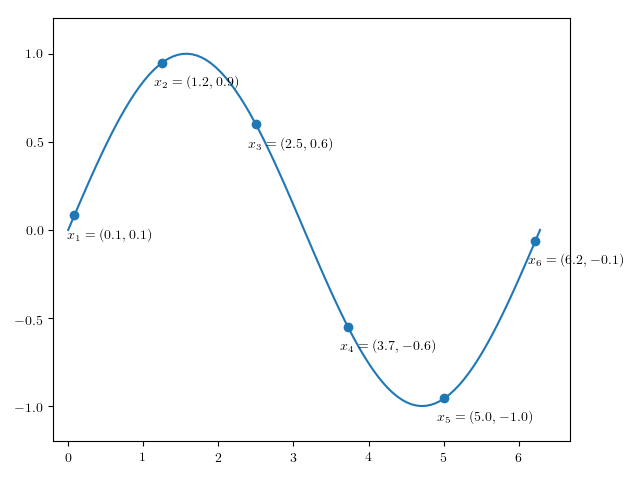 1.0
x₂ = (1.2, 0.9)
0.5
x₃ = (2.5, 0.6)
0.0
x₁ = (0.1, 0.1)
x₆ = (6.2, −0.1)
−0.5
x₄ = (3.7, −0.6)
−1.0
x₅ = (5.0, −1.0)
0 1 2 3 4 5 6